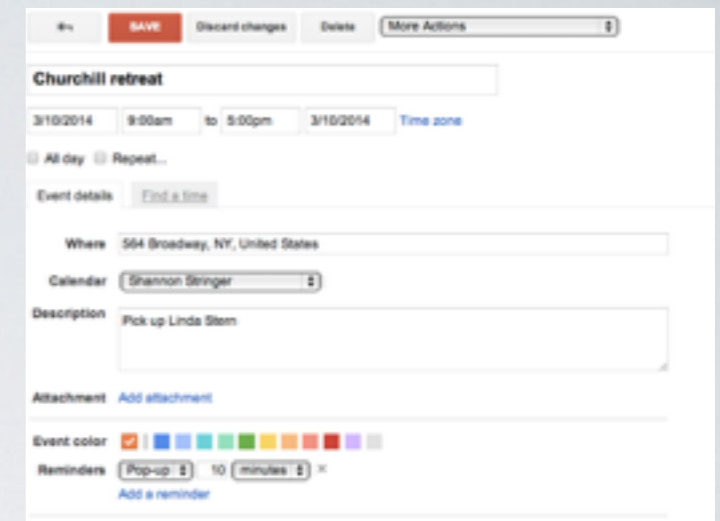 SAVE Discard changes Delete More Actions
Churchill retreat
3/10/2014 9:00am to 5:00pm 3/10/2014 Time zone
All day Repeat...
Event details Find a time
Where 564 Broadway, NY, United States
Calendar Shannon Stringer
Description Pick up Linda Stern
Attachment Add attachment
Event color
Reminders Pop-up 10 minutes ×
Add a reminder